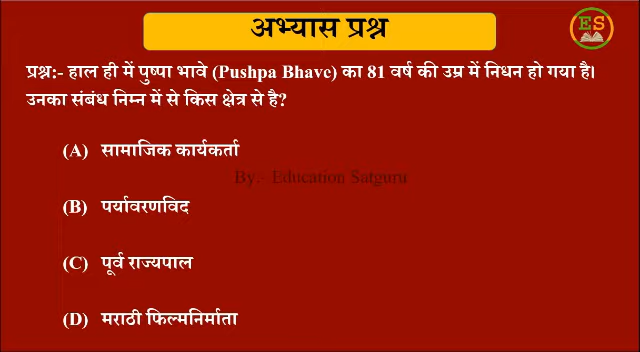 अभ्यास प्रश्न
ES
प्रश्न:- हाल ही में पुष्पा भावे (Pushpa Bhave) का 81 वर्ष की उम्र में निधन हो गया है।
उनका संबंध निम्न में से किस क्षेत्र से है?
(A) सामाजिक कार्यकर्ता
By:- Education Satguru
(B) पर्यावरणविद
(C) पूर्व राज्यपाल
(D) मराठी फिल्मनिर्माता